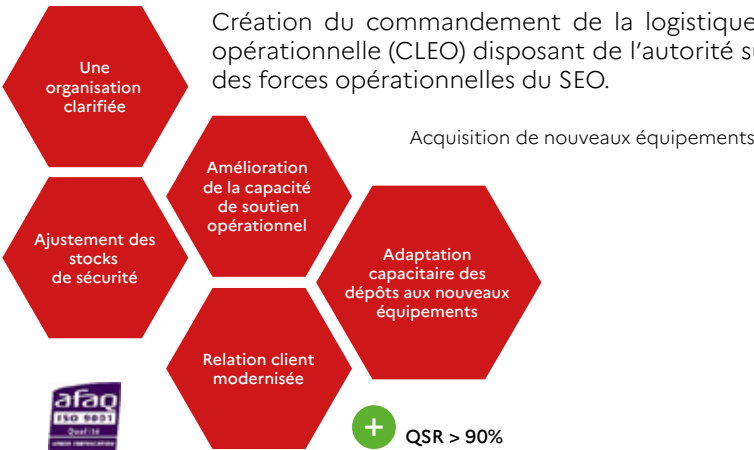 Création du commandement de la logistique
opérationnelle (CLEO) disposant de l'autorité su
des forces opérationnelles du SEO.
Une
organisation
clarifiée
Acquisition de nouveaux équipements
Amélioration
de la capacité
de soutien
opérationnel
Ajustement des
stocks
de sécurité
Adaptation
capacitaire des
dépôts aux nouveaux
équipements
Relation client
modernisée
afaq
ISO 9001
Qualité
+
QSR > 90%